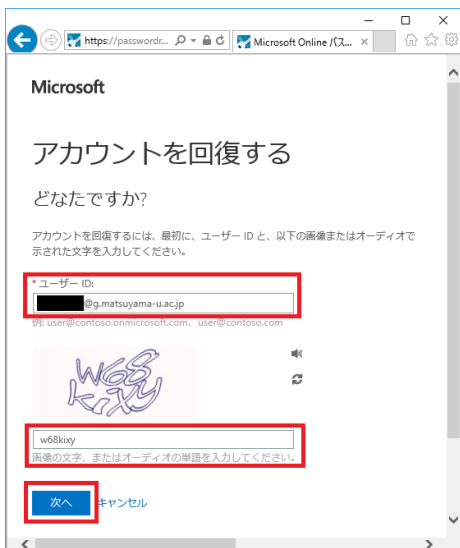 https://passwordr...
Microsoft Online パス...
Microsoft
アカウントを回復する
どなたですか?
アカウントを回復するには、最初に、ユーザー ID と、以下の画像またはオーディオで
示された文字を入力してください。
* ユーザー ID:
@g.matsuyama-u.ac.jp
例: user@contoso.onmicrosoft.com、user@contoso.com
W68
kixy
w68kixy
画像の文字、またはオーディオの単語を入力してください。
次へ
キャンセル